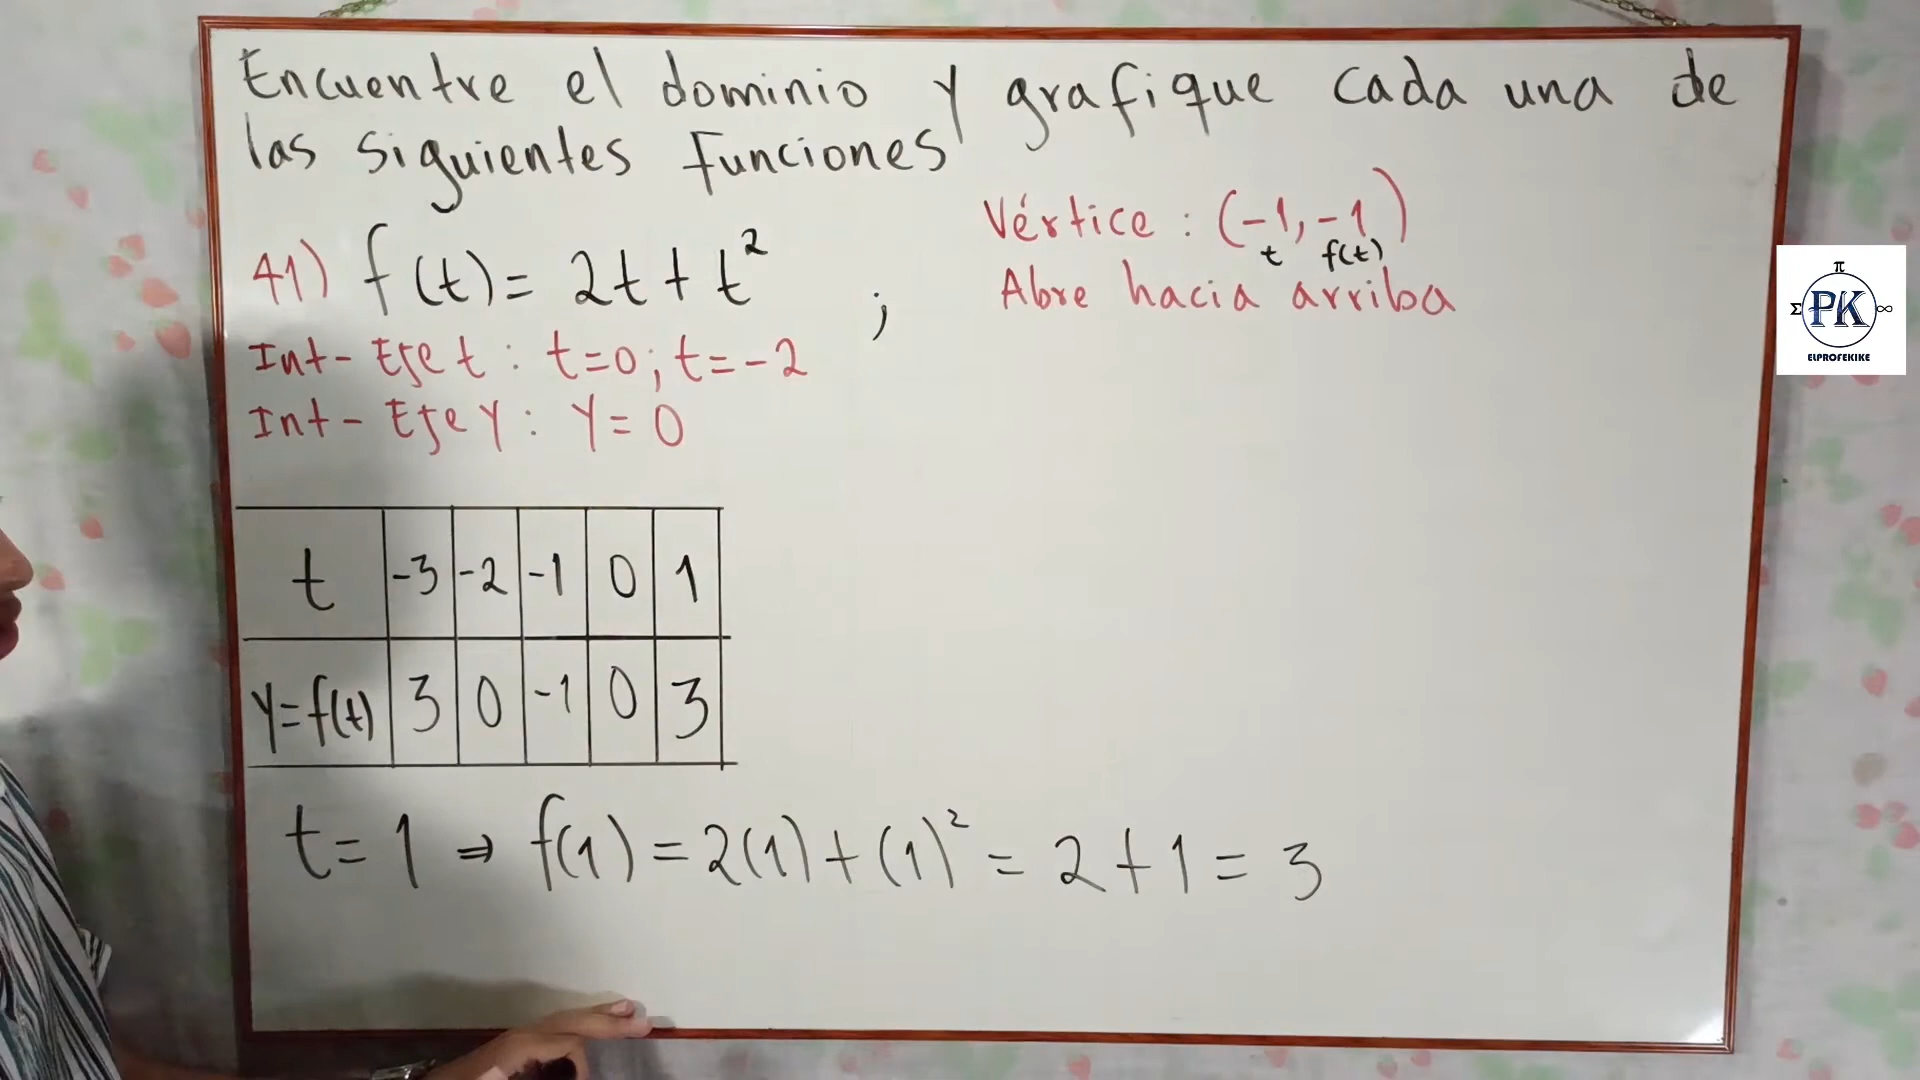 Encuentre el dominio y grafique cada una de
las siguientes funciones
41) f(t)= 2t + t² ;
Int- Eje t : t=0; t=-2
Int- Eje y : y= 0
Vértice : (-1, -1)
t f(t)
Abre hacia arriba
t -3 -2 -1 0 1
y=f(t) 3 0 -1 0 3
t= 1 ⇒ f(1) = 2(1)+(1)² = 2+1= 3
π
Σ PK ∞
ELPROFEKIKE